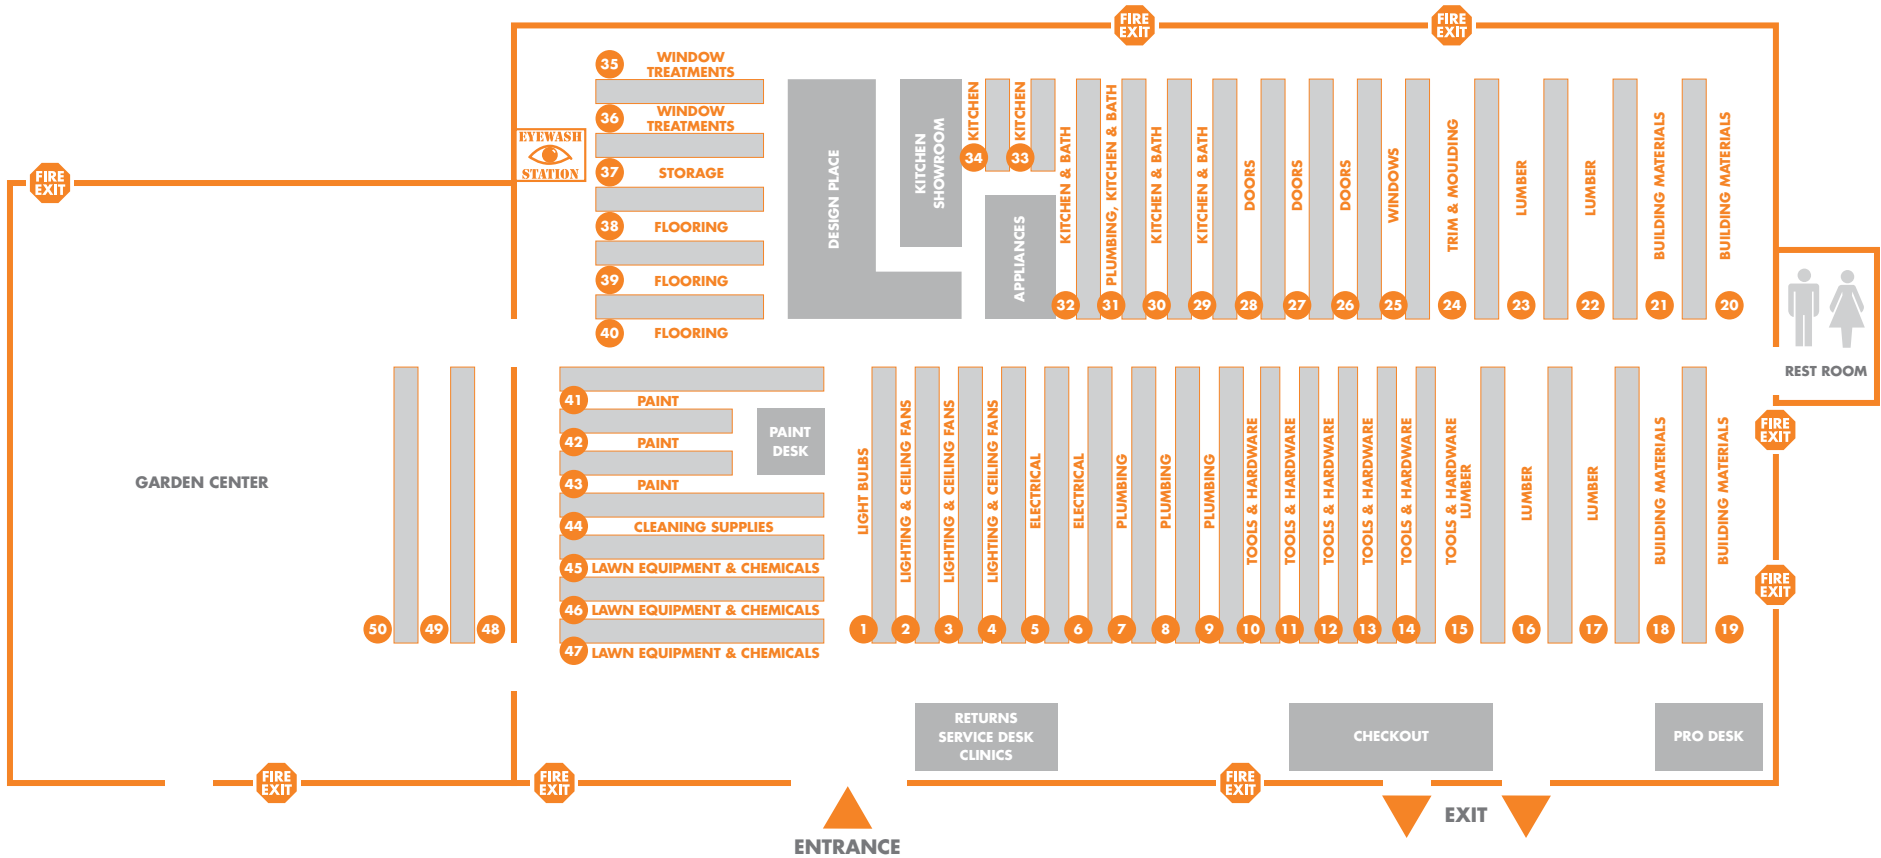 FIRE
EXIT
FIRE
EXIT
35
WINDOW
TREATMENTS
36
WINDOW
TREATMENTS
EYEWASH
STATION
37
STORAGE
38
FLOORING
39
FLOORING
40
FLOORING
DESIGN PLACE
KITCHEN
SHOWROOM
34
KITCHEN
33
KITCHEN
APPLIANCES
32
KITCHEN & BATH
31
PLUMBING, KITCHEN & BATH
30
KITCHEN & BATH
29
KITCHEN & BATH
28
DOORS
27
DOORS
26
DOORS
25
WINDOWS
24
TRIM & MOULDING
23
LUMBER
22
LUMBER
21
BUILDING MATERIALS
20
BUILDING MATERIALS
REST ROOM
FIRE
EXIT
GARDEN CENTER
50
49
48
41
PAINT
42
PAINT
43
PAINT
PAINT
DESK
44
CLEANING SUPPLIES
45
LAWN EQUIPMENT & CHEMICALS
46
LAWN EQUIPMENT & CHEMICALS
47
LAWN EQUIPMENT & CHEMICALS
1
LIGHT BULBS
2
LIGHTING & CEILING FANS
3
LIGHTING & CEILING FANS
4
LIGHTING & CEILING FANS
5
ELECTRICAL
6
ELECTRICAL
7
PLUMBING
8
PLUMBING
9
PLUMBING
10
TOOLS & HARDWARE
11
TOOLS & HARDWARE
12
TOOLS & HARDWARE
13
TOOLS & HARDWARE
14
TOOLS & HARDWARE
15
TOOLS & HARDWARE
LUMBER
16
LUMBER
17
LUMBER
18
BUILDING MATERIALS
19
BUILDING MATERIALS
FIRE
EXIT
FIRE
EXIT
RETURNS
SERVICE DESK
CLINICS
CHECKOUT
PRO DESK
FIRE
EXIT
FIRE
EXIT
FIRE
EXIT
ENTRANCE
EXIT